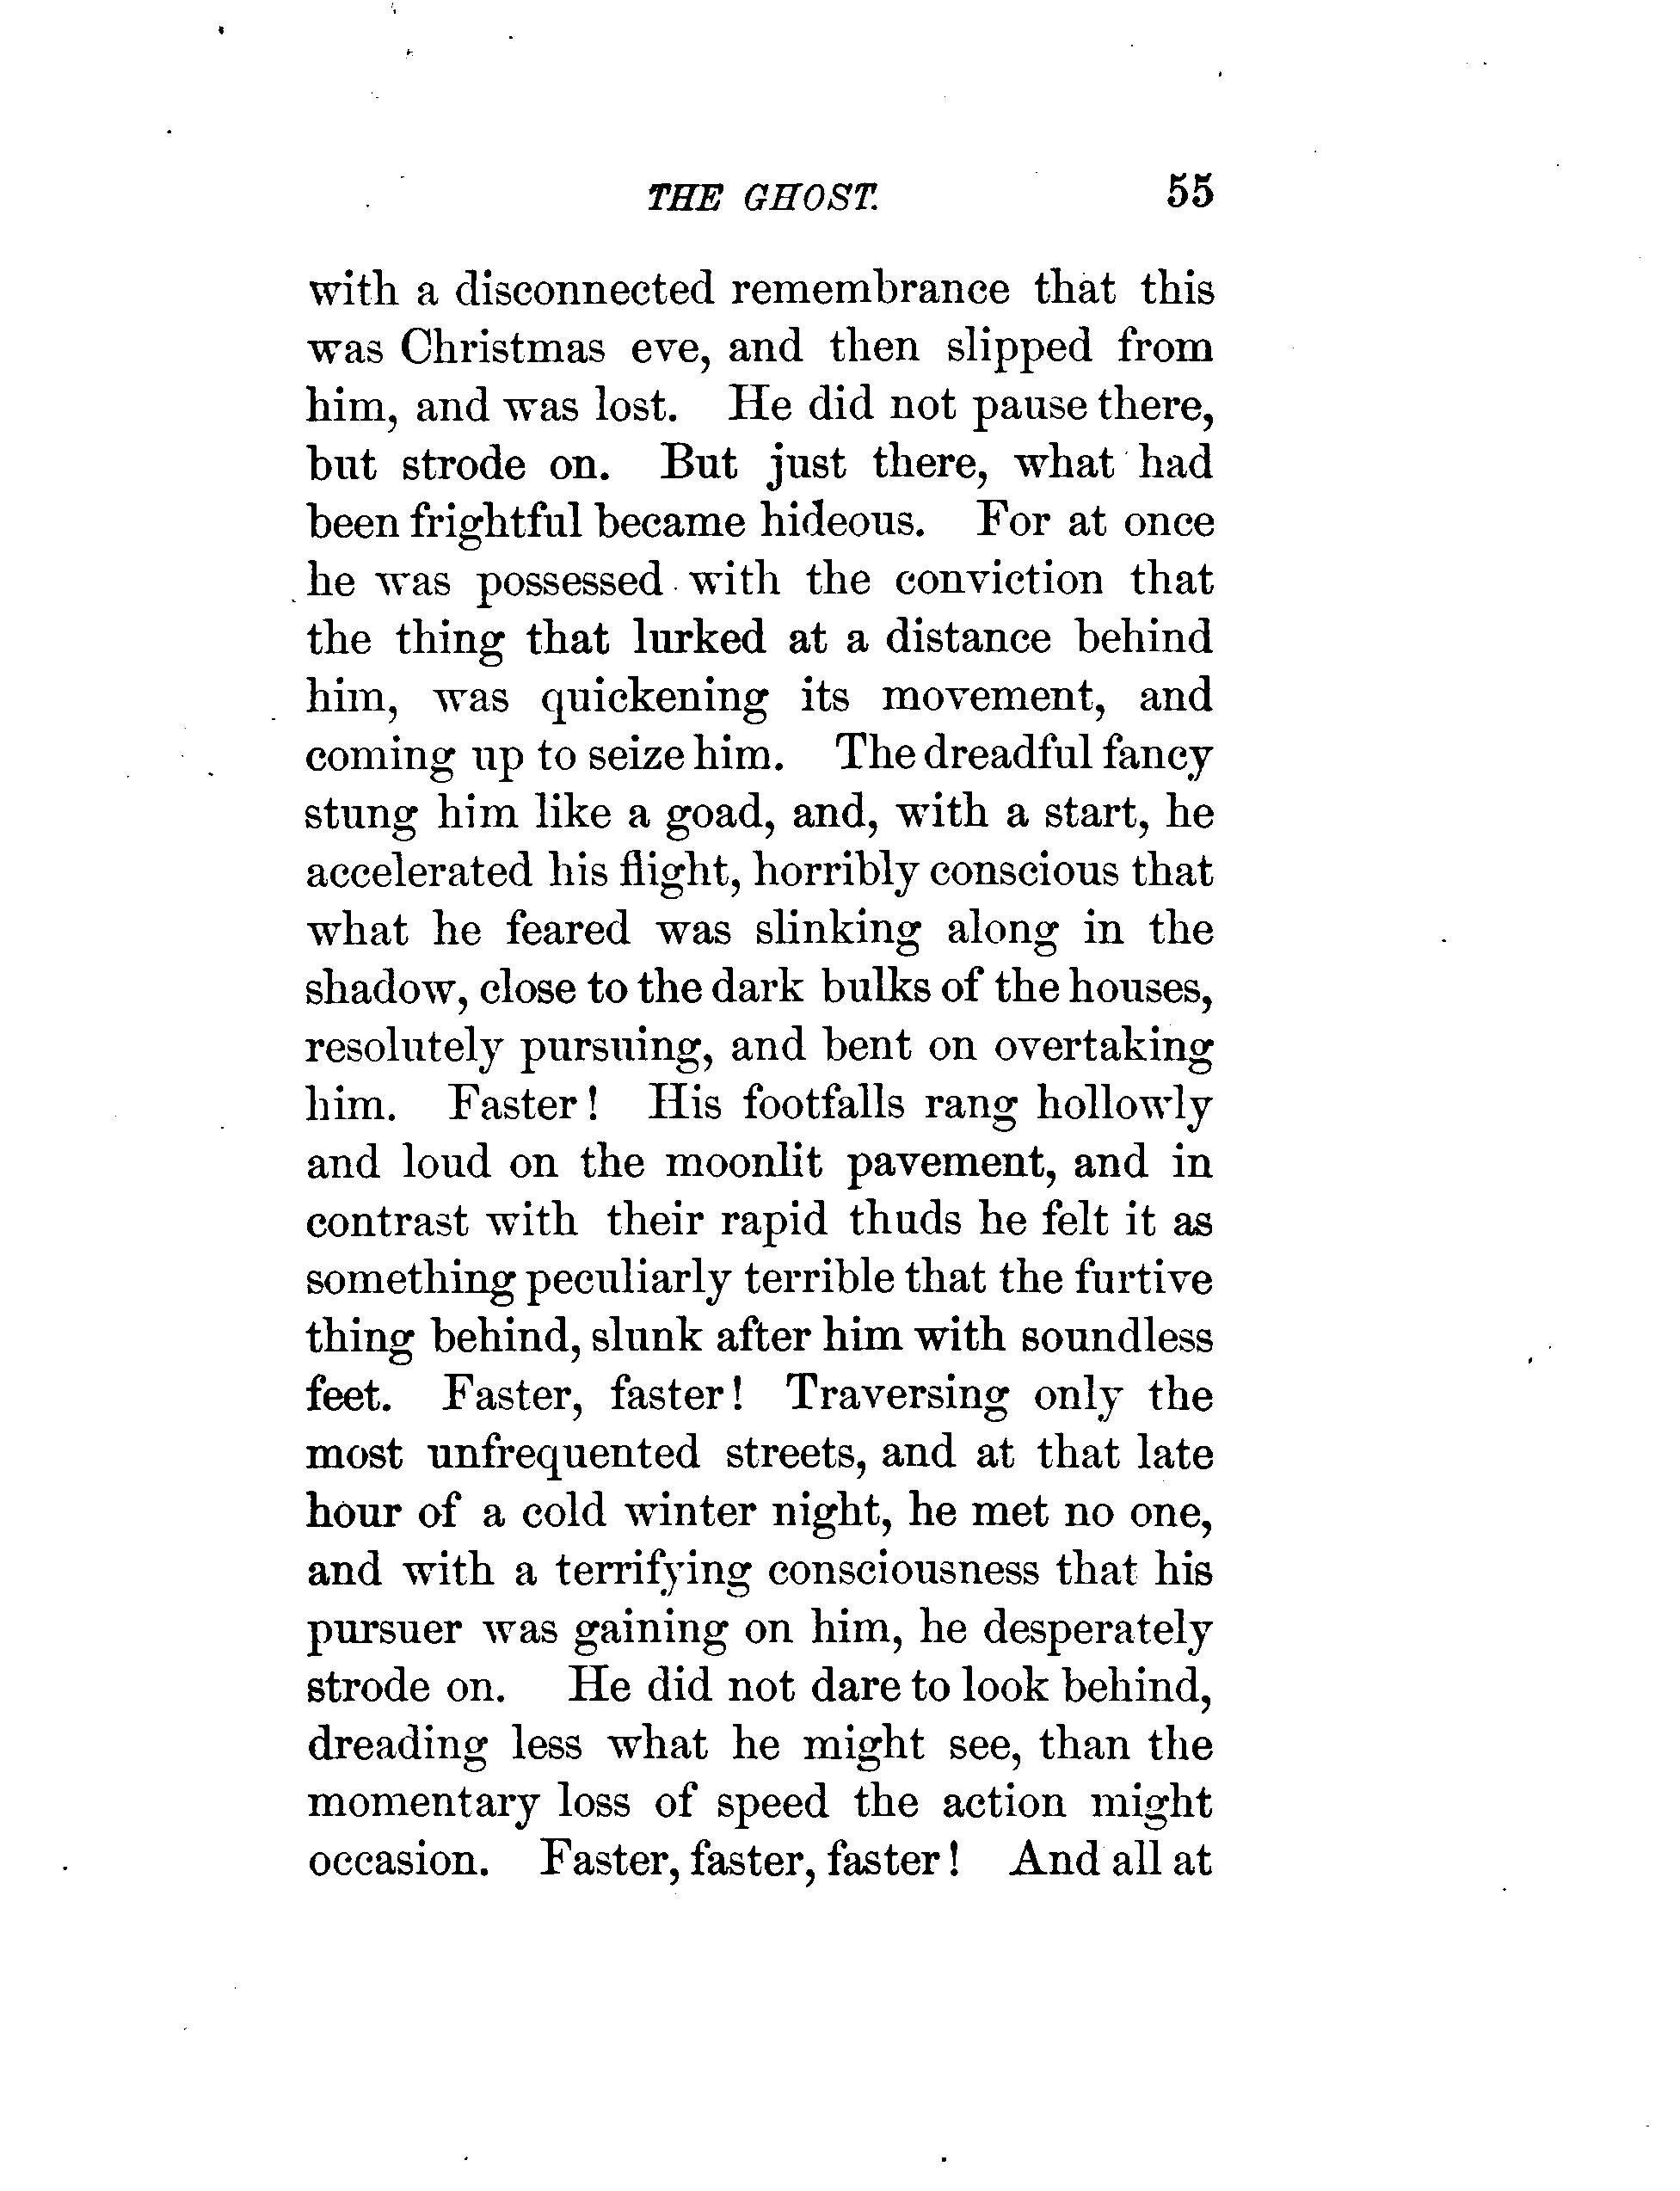 THE GHOST. 55
with a disconnected remembrance that this
was Christmas eve, and then slipped from
him, and was lost. He did not pause there,
but strode on. But just there, what had
been frightful became hideous. For at once
he was possessed with the conviction that
the thing that lurked at a distance behind
him, was quickening its movement, and
coming up to seize him. The dreadful fancy
stung him like a goad, and, with a start, he
accelerated his flight, horribly conscious that
what he feared was slinking along in the
shadow, close to the dark bulks of the houses,
resolutely pursuing, and bent on overtaking
him. Faster! His footfalls rang hollowly
and loud on the moonlit pavement, and in
contrast with their rapid thuds he felt it as
something peculiarly terrible that the furtive
thing behind, slunk after him with soundless
feet. Faster, faster! Traversing only the
most unfrequented streets, and at that late
hour of a cold winter night, he met no one,
and with a terrifying consciousness that his
pursuer was gaining on him, he desperately
strode on. He did not dare to look behind,
dreading less what he might see, than the
momentary loss of speed the action might
occasion. Faster, faster, faster! And all at